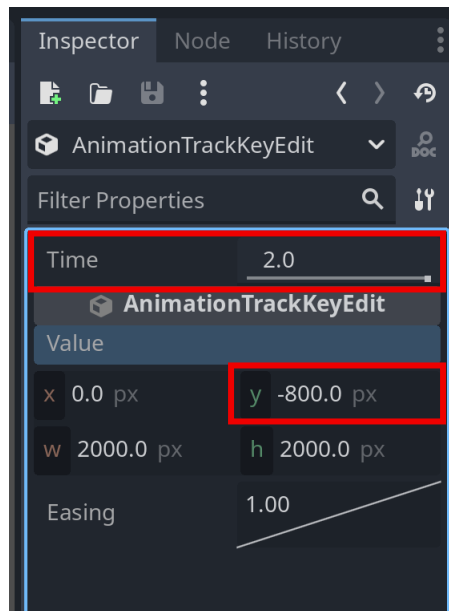 Inspector Node History
AnimationTrackKeyEdit DOC
Filter Properties
Time 2.0
AnimationTrackKeyEdit
Value
x 0.0 px y -800.0 px
w 2000.0 px h 2000.0 px
Easing 1.00